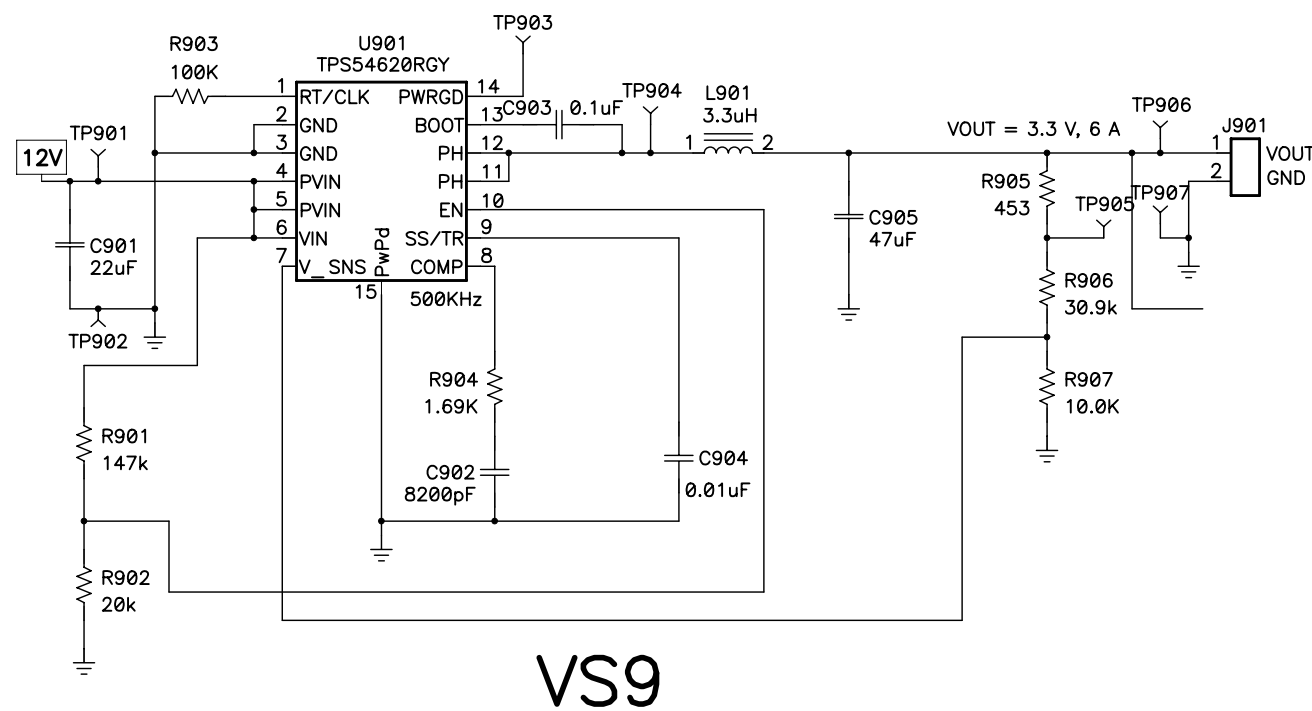 TP903
R903
100K
U901
TPS54620RGY
1
RT/CLK
PWRGD
14
2
GND
BOOT
13
C903
0.1uF
TP904
L901
3.3uH
TP906
3
GND
PH
12
1
2
VOUT = 3.3 V, 6 A
J901
1
VOUT
2
GND
TP901
12V
4
PVIN
PH
11
5
PVIN
EN
10
6
VIN
SS/TR
9
7
V_SNS
COMP
8
PwPd
15
500KHz
C901
22uF
TP902
C905
47uF
R905
453
TP905
TP907
R906
30.9k
R907
10.0K
R904
1.69K
C902
8200pF
C904
0.01uF
R901
147k
R902
20k
VS9